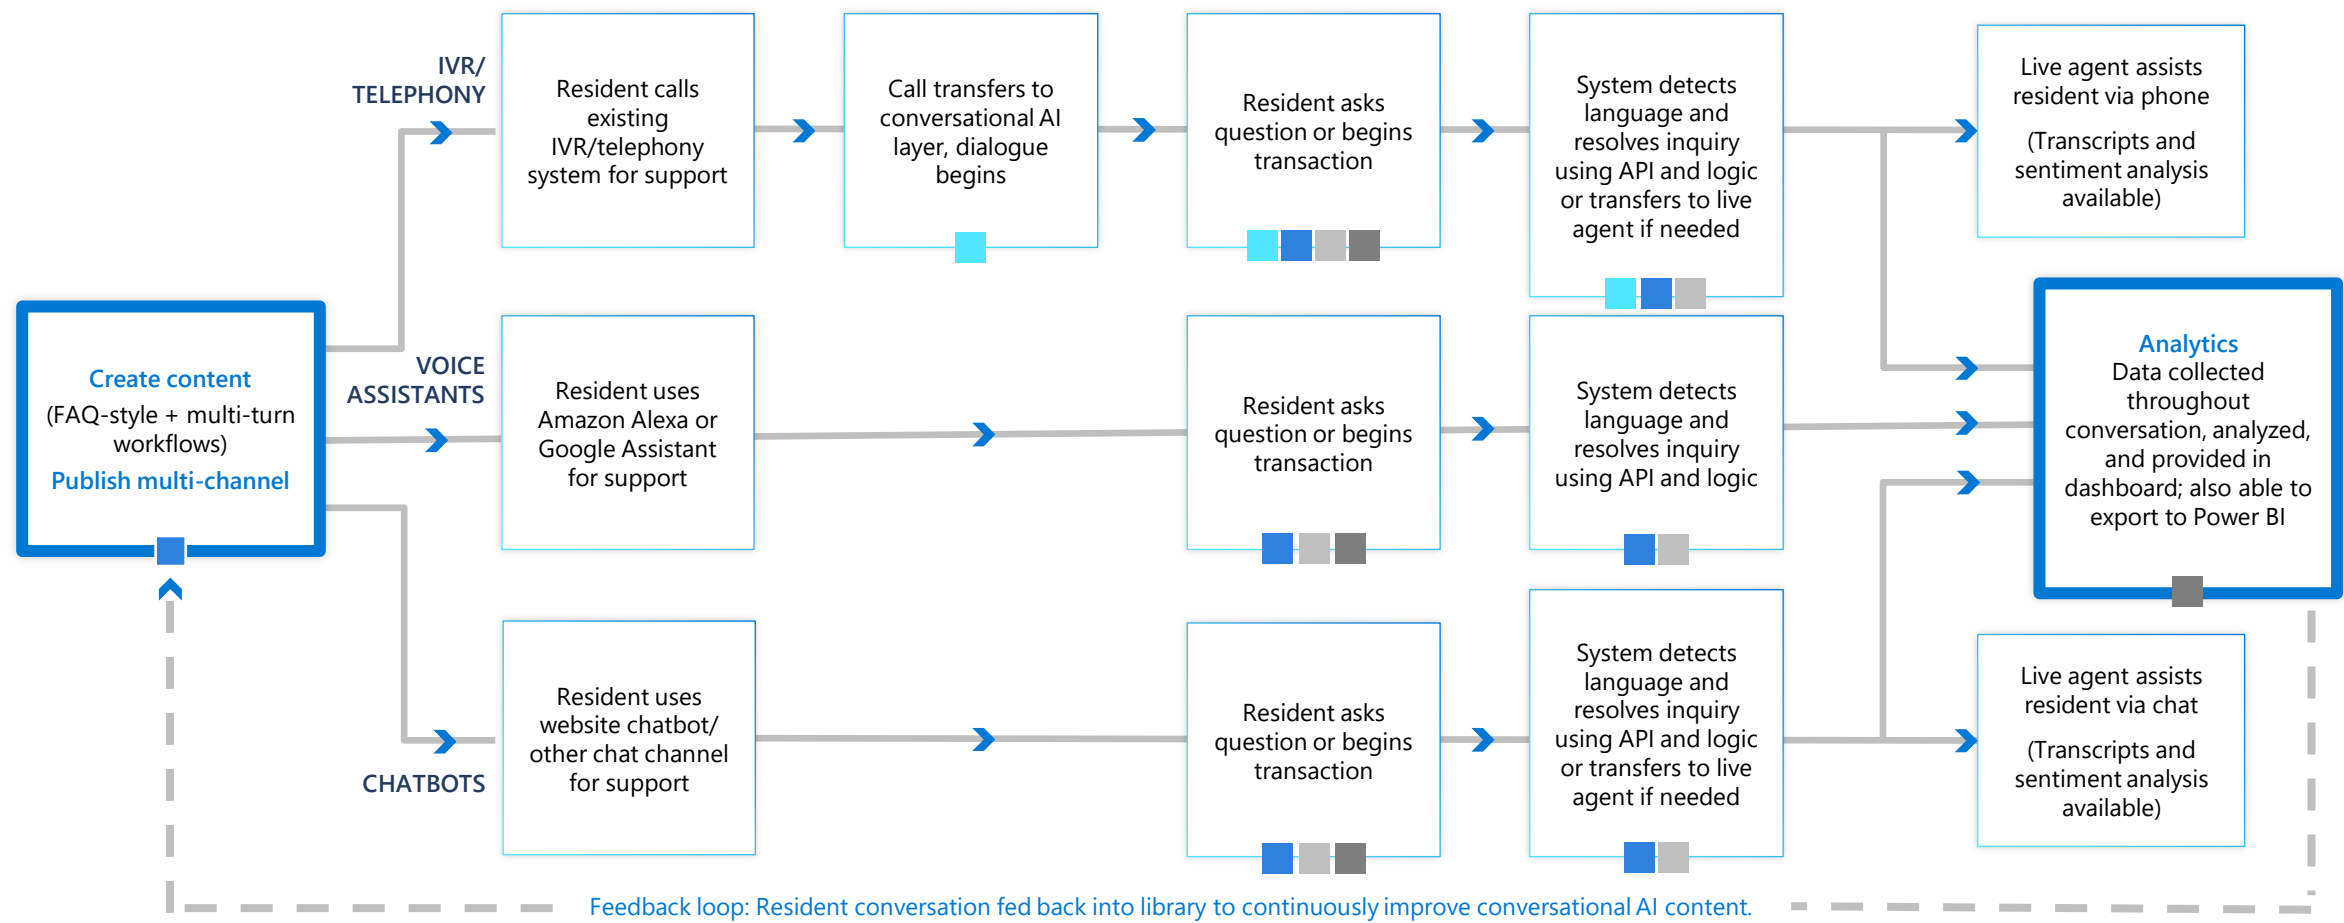 IVR/
TELEPHONY
Resident calls
existing
IVR/telephony
system for support
Call transfers to
conversational AI
layer, dialogue
begins
Resident asks
question or begins
transaction
System detects
language and
resolves inquiry
using API and logic
or transfers to live
agent if needed
Live agent assists
resident via phone
(Transcripts and
sentiment analysis
available)
Create content
(FAQ-style + multi-turn
workflows)
Publish multi-channel
VOICE
ASSISTANTS
Resident uses
Amazon Alexa or
Google Assistant
for support
Resident asks
question or begins
transaction
System detects
language and
resolves inquiry
using API and logic
Analytics
Data collected
throughout
conversation, analyzed,
and provided in
dashboard; also able to
export to Power BI
CHATBOTS
Resident uses
website chatbot/
other chat channel
for support
Resident asks
question or begins
transaction
System detects
language and
resolves inquiry
using API and logic
or transfers to live
agent if needed
Live agent assists
resident via chat
(Transcripts and
sentiment analysis
available)
Feedback loop: Resident conversation fed back into library to continuously improve conversational AI content.